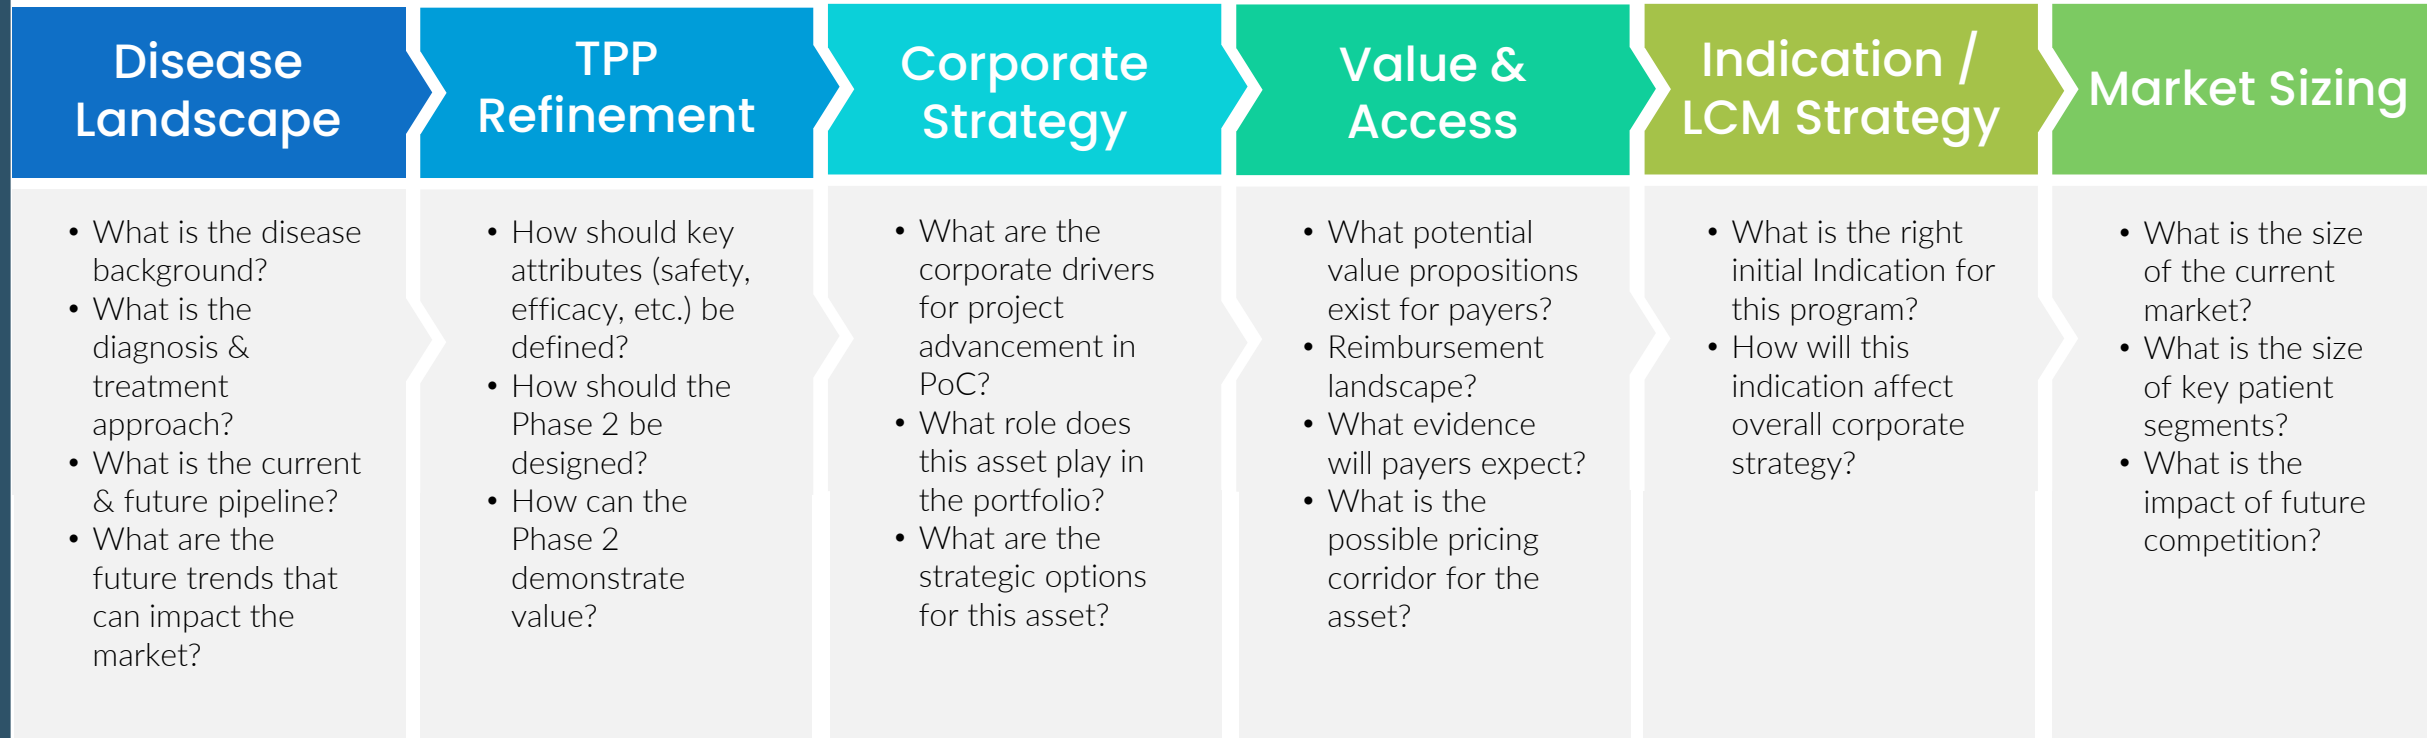 Disease
Landscape
TPP
Refinement
Corporate
Strategy
Value &
Access
Indication /
LCM Strategy
Market Sizing
• What is the disease
background?
• What is the
diagnosis &
treatment
approach?
• What is the current
& future pipeline?
• What are the
future trends that
can impact the
market?
• How should key
attributes (safety,
efficacy, etc.) be
defined?
• How should the
Phase 2 be
designed?
• How can the
Phase 2
demonstrate
value?
• What are the
corporate drivers
for project
advancement in
PoC?
• What role does
this asset play in
the portfolio?
• What are the
strategic options
for this asset?
• What potential
value propositions
exist for payers?
• Reimbursement
landscape?
• What evidence
will payers expect?
• What is the
possible pricing
corridor for the
asset?
• What is the right
initial Indication for
this program?
• How will this
indication affect
overall corporate
strategy?
• What is the size
of the current
market?
• What is the size
of key patient
segments?
• What is the
impact of future
competition?